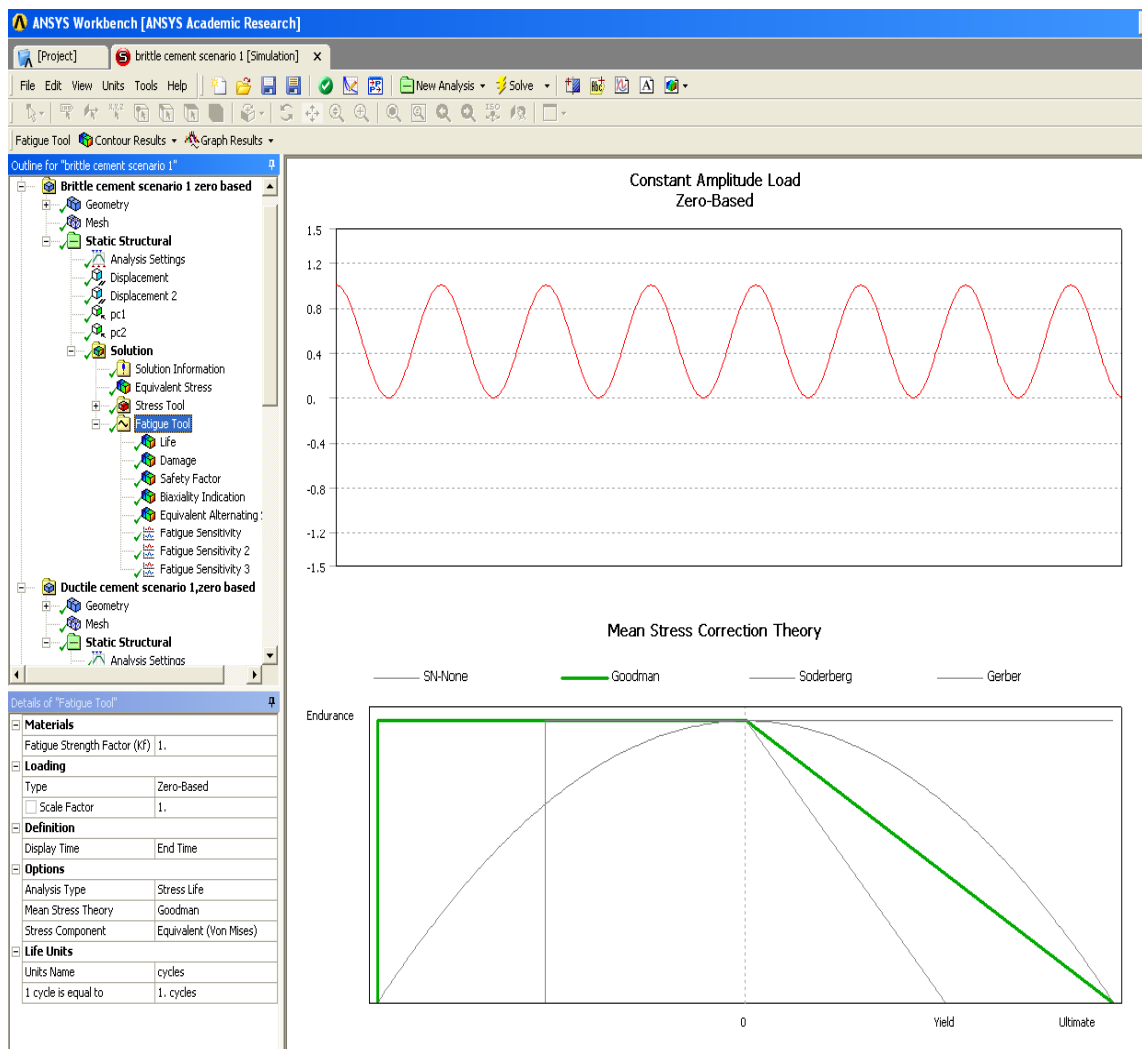 ANSYS Workbench [ANSYS Academic Research]
[Project] brittle cement scenario 1 [Simulation] X
File Edit View Units Tools Help New Analysis Solve
Fatigue Tool Contour Results Graph Results
Outline for "brittle cement scenario 1"
Brittle cement scenario 1 zero based
Geometry
Mesh
Static Structural
Analysis Settings
Displacement
Displacement 2
pc1
pc2
Solution
Solution Information
Equivalent Stress
Stress Tool
Fatigue Tool
Life
Damage
Safety Factor
Biaxiality Indication
Equivalent Alternating
Fatigue Sensitivity
Fatigue Sensitivity 2
Fatigue Sensitivity 3
Ductile cement scenario 1,zero based
Geometry
Mesh
Static Structural
Analysis Settings
Details of "Fatigue Tool"
Materials
Fatigue Strength Factor (Kf) 1.
Loading
Type Zero-Based
Scale Factor 1.
Definition
Display Time End Time
Options
Analysis Type Stress Life
Mean Stress Theory Goodman
Stress Component Equivalent (Von Mises)
Life Units
Units Name cycles
1 cycle is equal to 1. cycles
Constant Amplitude Load
Zero-Based
1.5
1.2
0.8
0.4
0.
-0.4
-0.8
-1.2
-1.5
Mean Stress Correction Theory
SN-None Goodman Soderberg Gerber
Endurance
0 Yield Ultimate